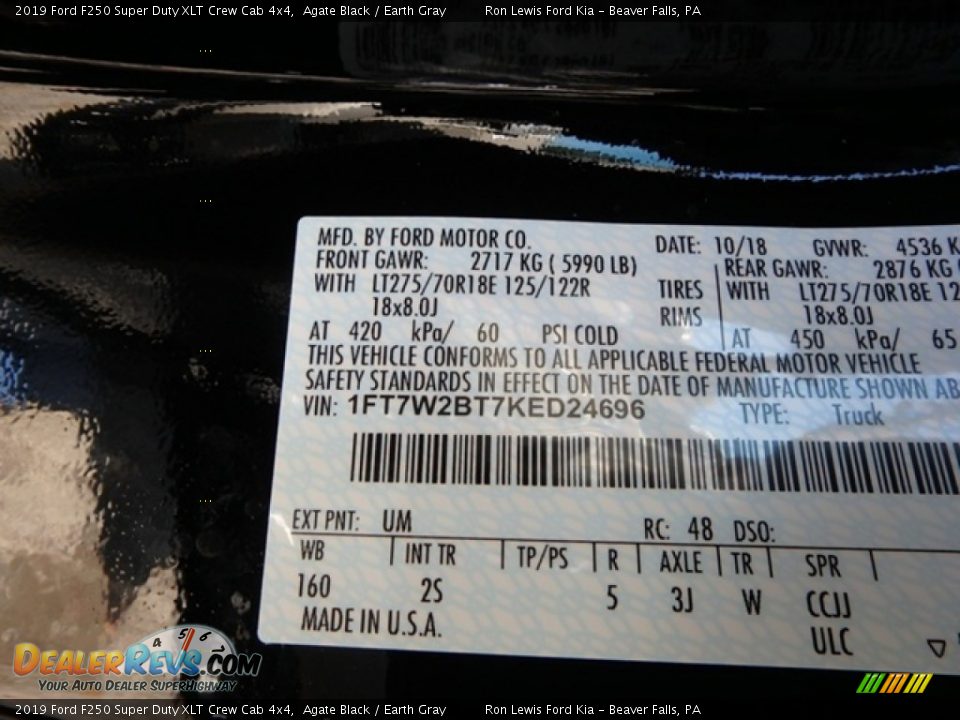 2019 Ford F250 Super Duty XLT Crew Cab 4x4, Agate Black / Earth Gray Ron Lewis Ford Kia - Beaver Falls, PA
MFD. BY FORD MOTOR CO.
DATE: 10/18 GVWR: 4536 K
FRONT GAWR: 2717 KG ( 5990 LB)
REAR GAWR: 2876 KG (
WITH LT275/70R18E 125/122R TIRES WITH LT275/70R18E 12
18x8.0J RIMS 18x8.0J
AT 420 kPa/ 60 PSI COLD AT 450 kPa/ 65
THIS VEHICLE CONFORMS TO ALL APPLICABLE FEDERAL MOTOR VEHICLE
SAFETY STANDARDS IN EFFECT ON THE DATE OF MANUFACTURE SHOWN AB
VIN: 1FT7W2BT7KED24696 TYPE: Truck
EXT PNT: UM RC: 48 DSO:
WB INT TR TP/PS R AXLE TR SPR
160 2S 5 3J W CCJJ
MADE IN U.S.A. ULC
4 5 6
DEALERREVS.COM
YOUR AUTO DEALER SUPERHIGHWAY
2019 Ford F250 Super Duty XLT Crew Cab 4x4, Agate Black / Earth Gray Ron Lewis Ford Kia - Beaver Falls, PA